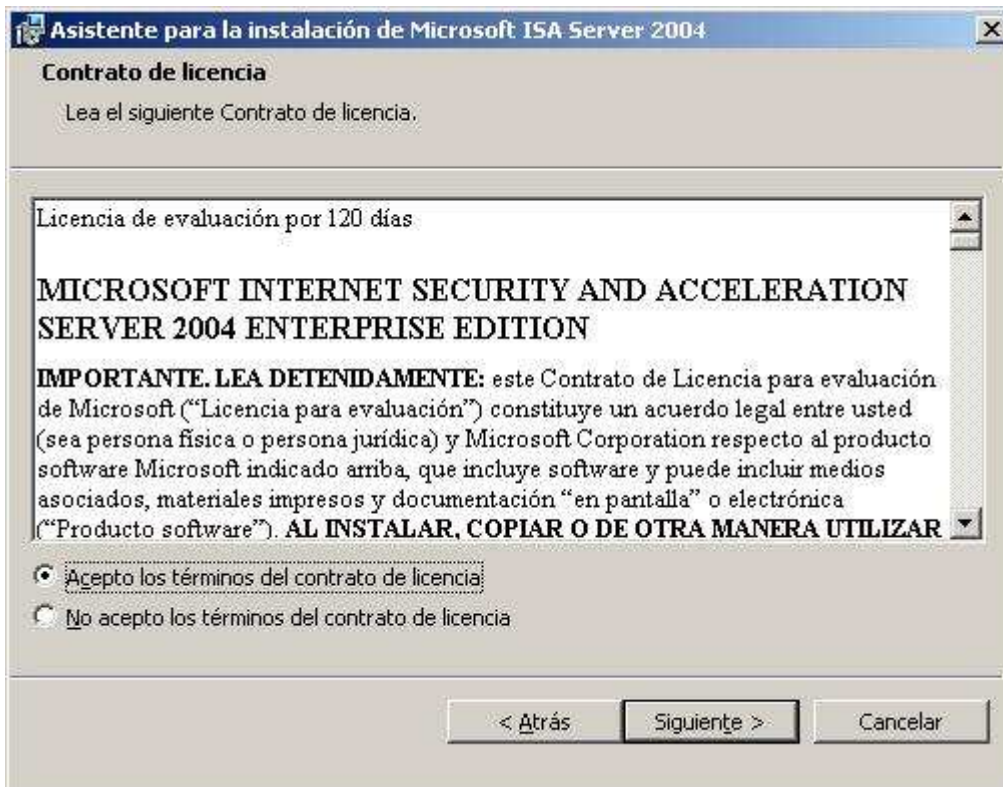 Asistente para la instalación de Microsoft ISA Server 2004
Contrato de licencia
Lea el siguiente Contrato de licencia.
Licencia de evaluación por 120 días
MICROSOFT INTERNET SECURITY AND ACCELERATION
SERVER 2004 ENTERPRISE EDITION
IMPORTANTE. LEA DETENIDAMENTE: este Contrato de Licencia para evaluación
de Microsoft (“Licencia para evaluación”) constituye un acuerdo legal entre usted
(sea persona física o persona jurídica) y Microsoft Corporation respecto al producto
software Microsoft indicado arriba, que incluye software y puede incluir medios
asociados, materiales impresos y documentación “en pantalla” o electrónica
(“Producto software”). AL INSTALAR, COPIAR O DE OTRA MANERA UTILIZAR
Acepto los términos del contrato de licencia
No acepto los términos del contrato de licencia
< Atrás
Siguiente >
Cancelar